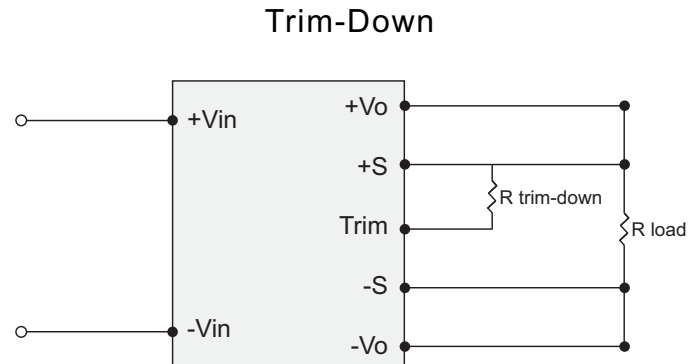 Trim-Down
+Vo
+Vin
+S
R trim-down
Trim
R load
-S
-Vin
-Vo